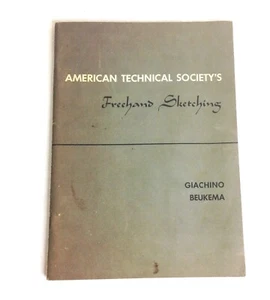 AMERICAN TECHNICAL SOCIETY'S
Freehand Sketching
GIACHINO
BEUKEMA